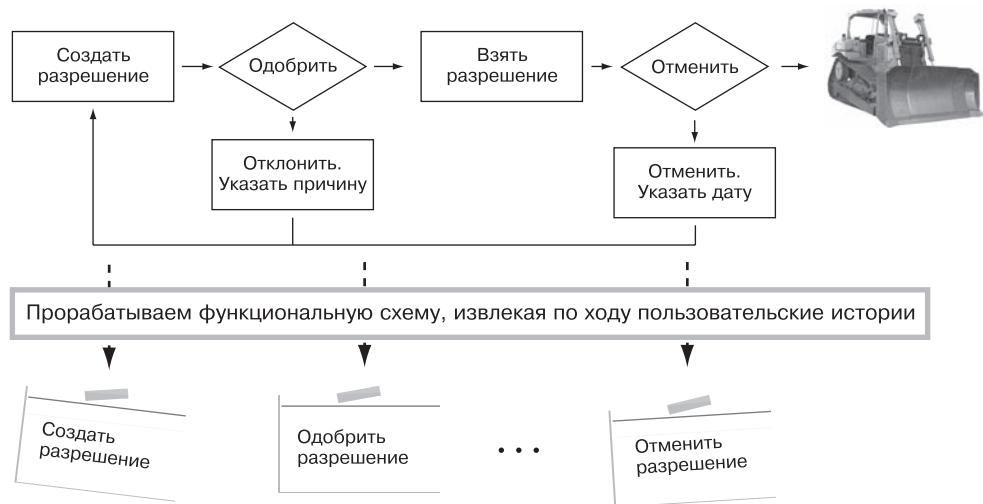 Создать
разрешение
Одобрить
Взять
разрешение
Отменить
Отклонить.
Указать причину
Отменить.
Указать дату
Прорабатываем функциональную схему, извлекая по ходу пользовательские истории
Создать
разрешение
Одобрить
разрешение
...
Отменить
разрешение